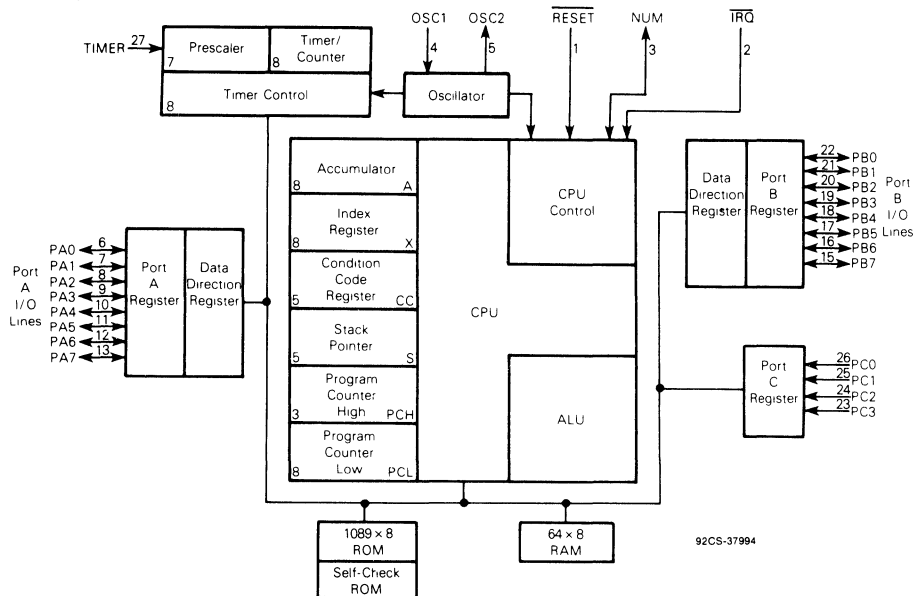 OSC1 OSC2 RESET NUM IRQ
4 5 1 3 2
TIMER 27
Prescaler
7
Timer/
Counter
8
Timer Control
8
Oscillator
Accumulator
8 A
Index
Register
8 X
Condition
Code
Register
5 CC
Stack
Pointer
5 S
Program
Counter
High
3 PCH
Program
Counter
Low
8 PCL
CPU
CPU
Control
ALU
Port
A
I/O
Lines
PA0 6
PA1 7
PA2 8
PA3 9
PA4 10
PA5 11
PA6 12
PA7 13
Port
A
Register
Data
Direction
Register
Data
Direction
Register
Port
B
Register
22 PB0
21 PB1
20 PB2
19 PB3
18 PB4
17 PB5
16 PB6
15 PB7
Port
B
I/O
Lines
Port
C
Register
26 PC0
25 PC1
24 PC2
23 PC3
1089 × 8
ROM
Self-Check
ROM
64 × 8
RAM
92CS-37994